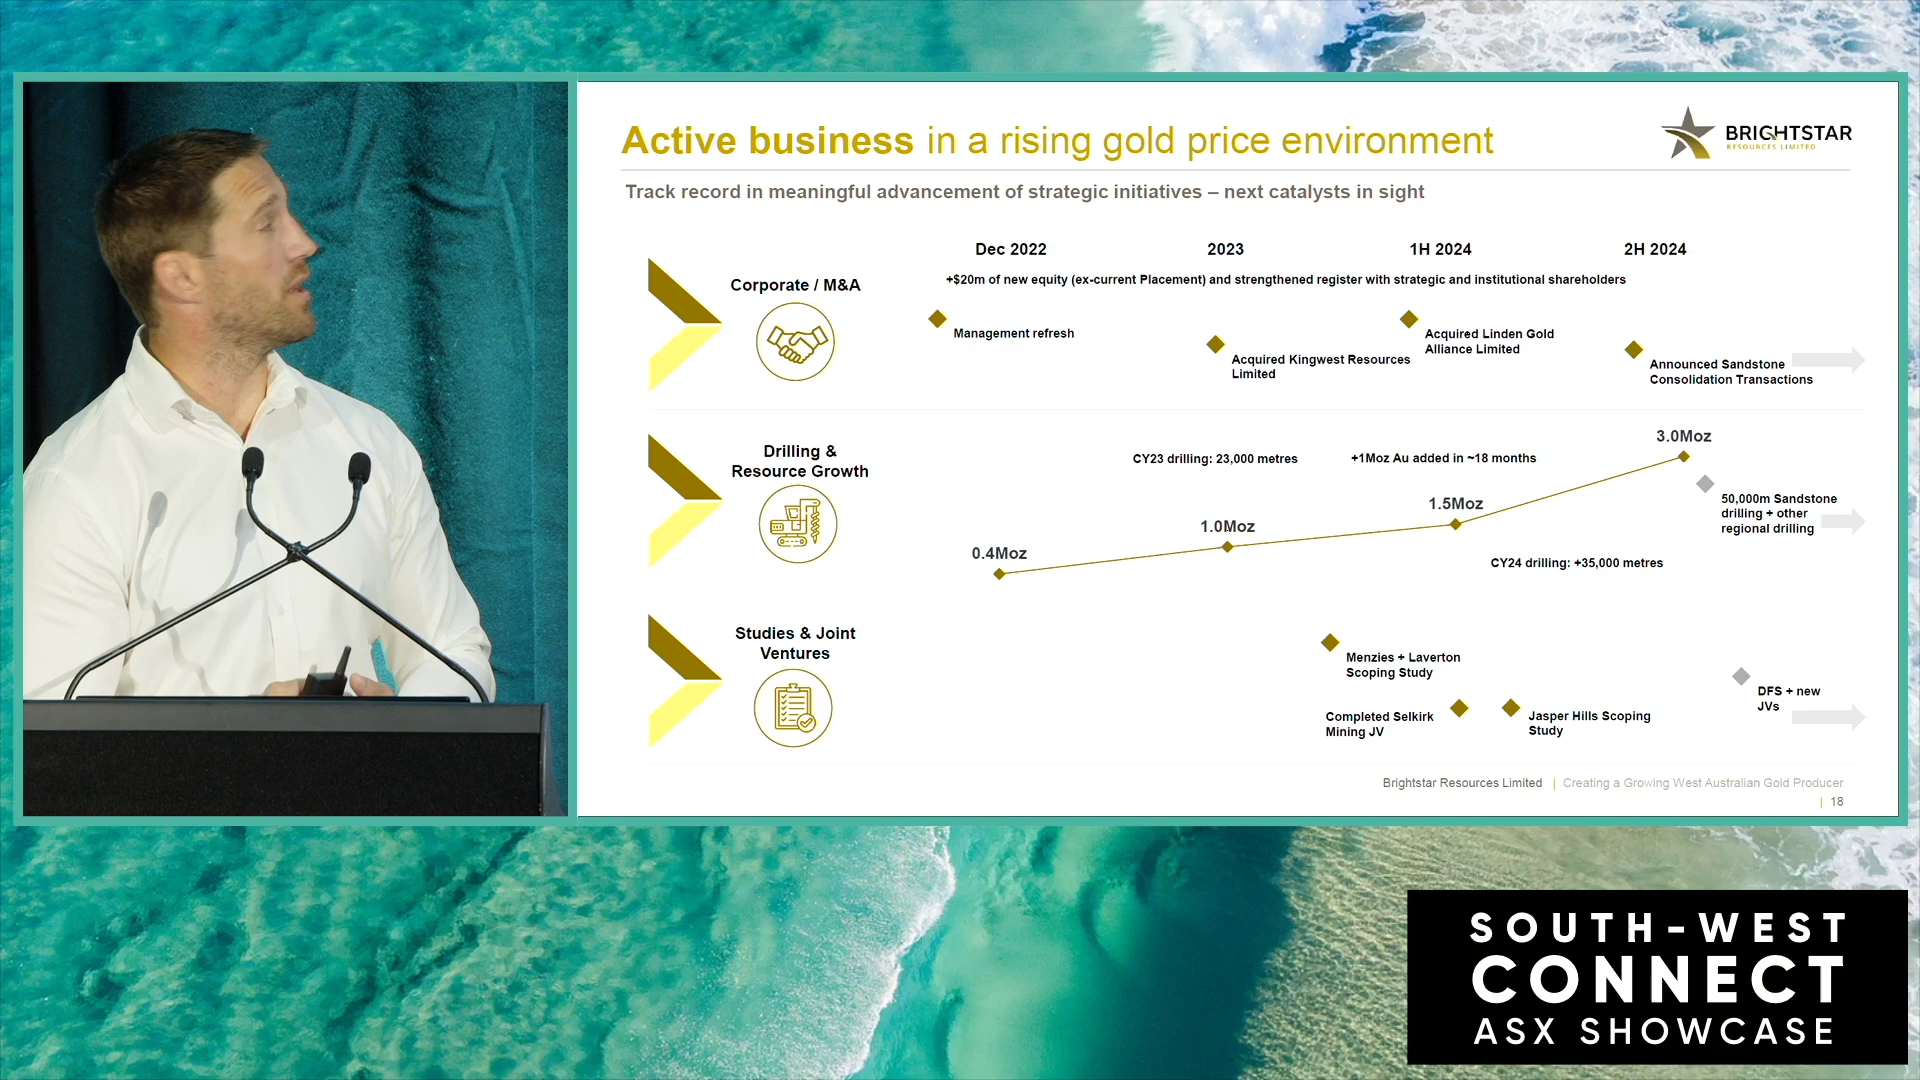 Active business in a rising gold price environment
BRIGHTSTAR
RESOURCES LIMITED
Track record in meaningful advancement of strategic initiatives – next catalysts in sight
Dec 2022
2023
1H 2024
2H 2024
Corporate / M&A
+$20m of new equity (ex-current Placement) and strengthened register with strategic and institutional shareholders
Management refresh
Acquired Kingwest Resources
Limited
Acquired Linden Gold
Alliance Limited
Announced Sandstone
Consolidation Transactions
Drilling &
Resource Growth
CY23 drilling: 23,000 metres
+1Moz Au added in ~18 months
0.4Moz
1.0Moz
1.5Moz
3.0Moz
50,000m Sandstone
drilling + other
regional drilling
CY24 drilling: +35,000 metres
Studies & Joint
Ventures
Menzies + Laverton
Scoping Study
Completed Selkirk
Mining JV
Jasper Hills Scoping
Study
DFS + new
JVs
Brightstar Resources Limited | Creating a Growing West Australian Gold Producer
| 18
SOUTH-WEST
CONNECT
ASX SHOWCASE